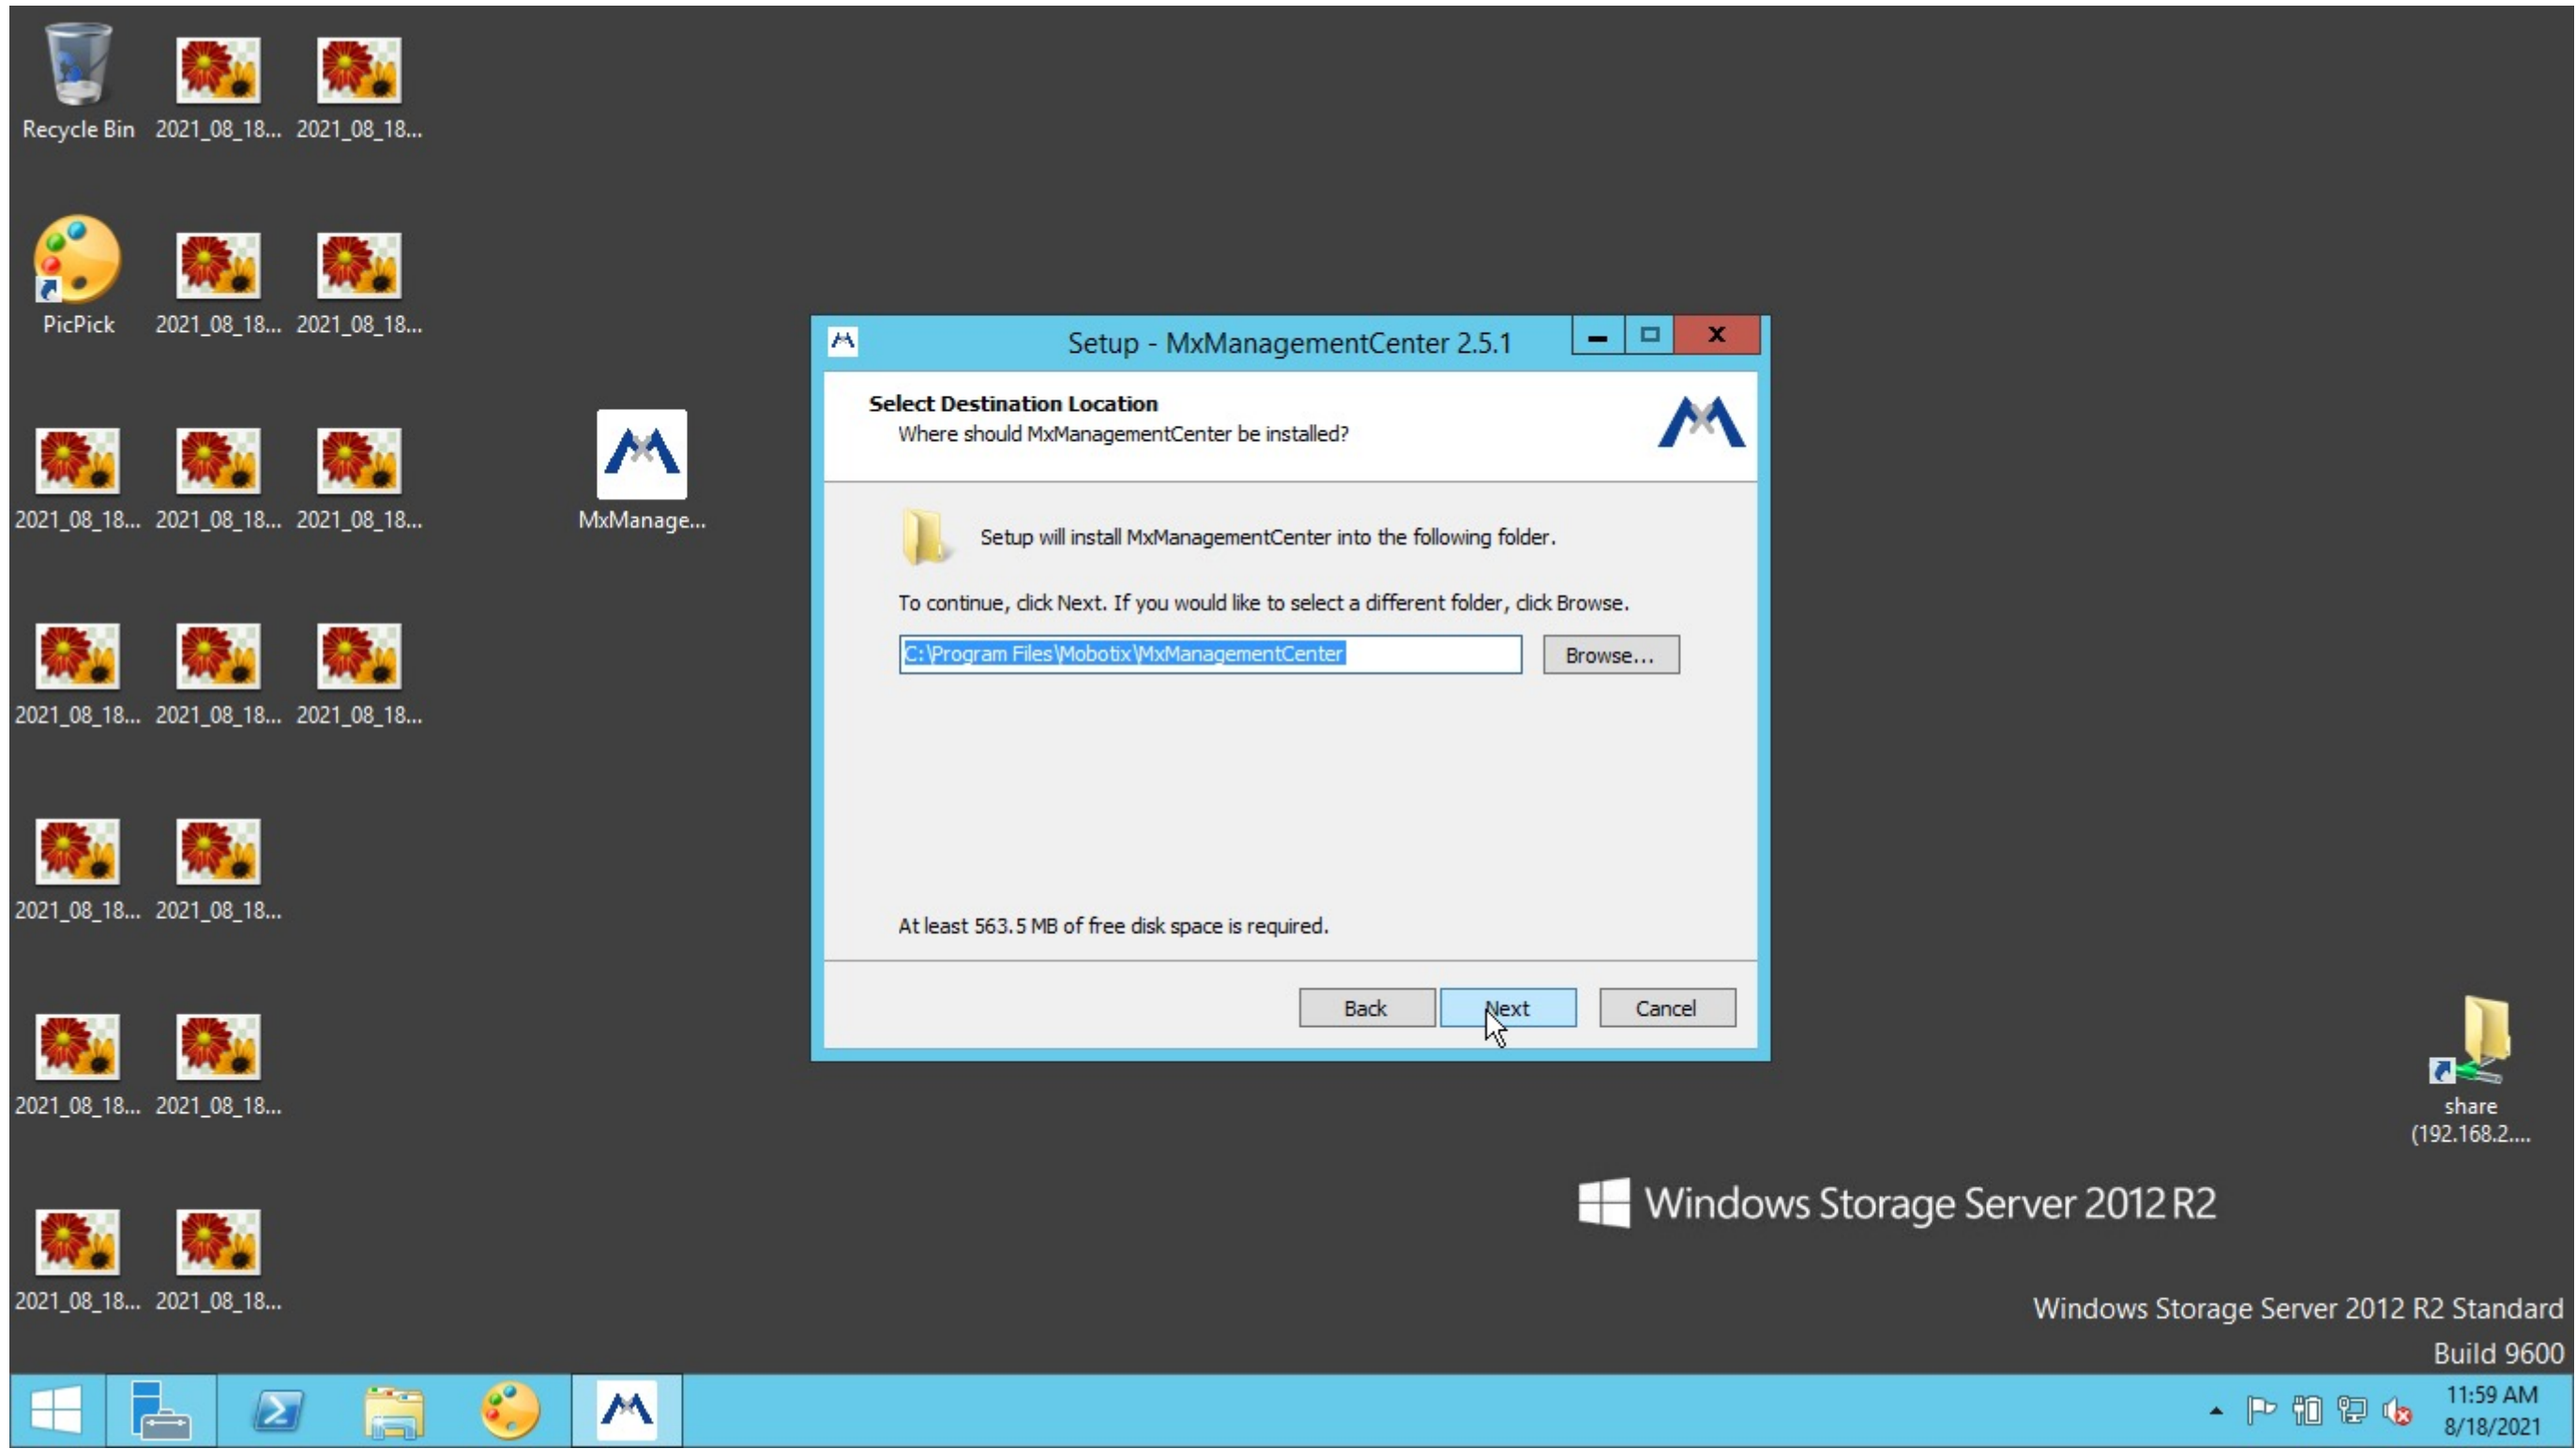 Recycle Bin
2021_08_18...
2021_08_18...
PicPick
2021_08_18...
2021_08_18...
2021_08_18...
2021_08_18...
2021_08_18...
MxManage...
2021_08_18...
2021_08_18...
2021_08_18...
2021_08_18...
2021_08_18...
2021_08_18...
2021_08_18...
2021_08_18...
2021_08_18...
Setup - MxManagementCenter 2.5.1
Select Destination Location
Where should MxManagementCenter be installed?
Setup will install MxManagementCenter into the following folder.
To continue, click Next. If you would like to select a different folder, click Browse.
C:\Program Files\Mobotix\MxManagementCenter
Browse...
At least 563.5 MB of free disk space is required.
Back
Next
Cancel
share
(192.168.2....
Windows Storage Server 2012 R2
Windows Storage Server 2012 R2 Standard
Build 9600
11:59 AM
8/18/2021